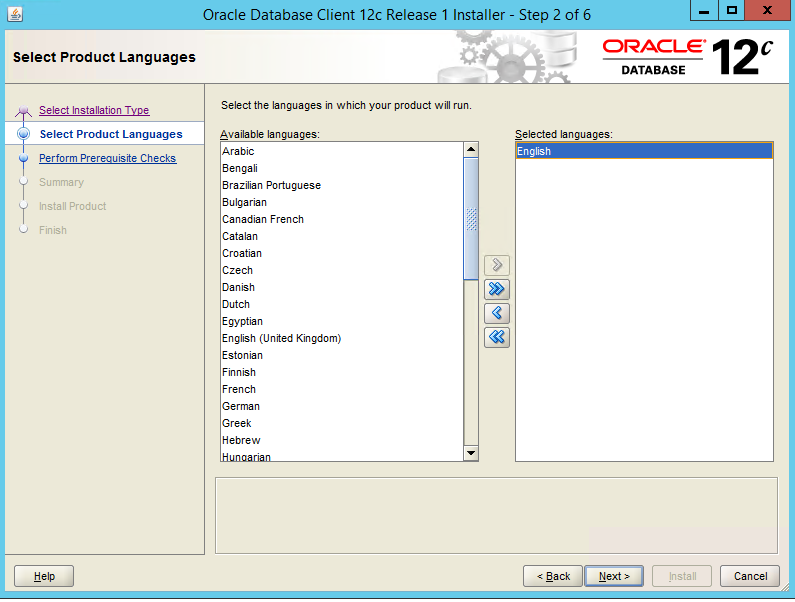 Oracle Database Client 12c Release 1 Installer - Step 2 of 6
Select Product Languages
ORACLE®
DATABASE
12c
Select Installation Type
Select Product Languages
Perform Prerequisite Checks
Summary
Install Product
Finish
Select the languages in which your product will run.
Available languages:
Arabic
Bengali
Brazilian Portuguese
Bulgarian
Canadian French
Catalan
Croatian
Czech
Danish
Dutch
Egyptian
English (United Kingdom)
Estonian
Finnish
French
German
Greek
Hebrew
Hungarian
Selected languages:
English
Help
< Back
Next >
Install
Cancel